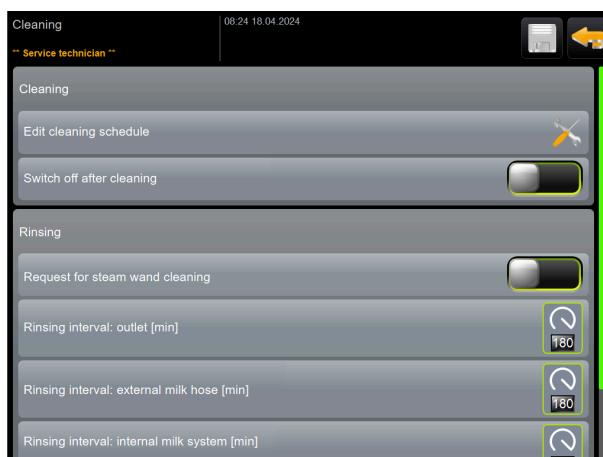 Cleaning
08:24 18.04.2024
** Service technician **
Cleaning
Edit cleaning schedule
Switch off after cleaning
Rinsing
Request for steam wand cleaning
Rinsing interval: outlet [min]
180
Rinsing interval: external milk hose [min]
180
Rinsing interval: internal milk system [min]